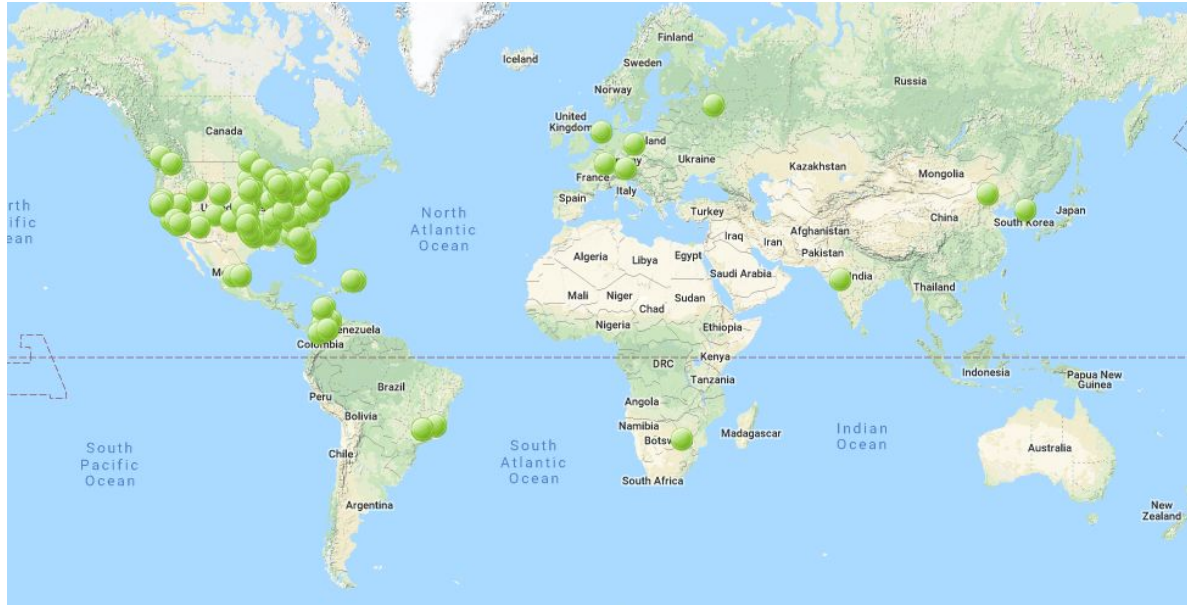 Finland
Iceland
Sweden
Russia
Norway
United
Kingdom
Canada
land
Ukraine
Kazakhstan
Mongolia
France
Italy
Spain
North
Atlantic
Ocean
Turkey
China
South Korea
Japan
Iraq
Iran
Afghanistan
Pakistan
Algeria
Libya
Egypt
Saudi Arabia
India
Mali
Niger
Chad
Sudan
Thailand
Nigeria
Ethiopia
enezuela
Colombia
Kenya
DRC
Indonesia
Papua New
Guinea
Tanzania
Peru
Brazil
Angola
Bolivia
Namibia
Botsw
Madagascar
Indian
Ocean
South
Pacific
Ocean
Chile
South
Atlantic
Ocean
Australia
South Africa
Argentina
New
Zealand